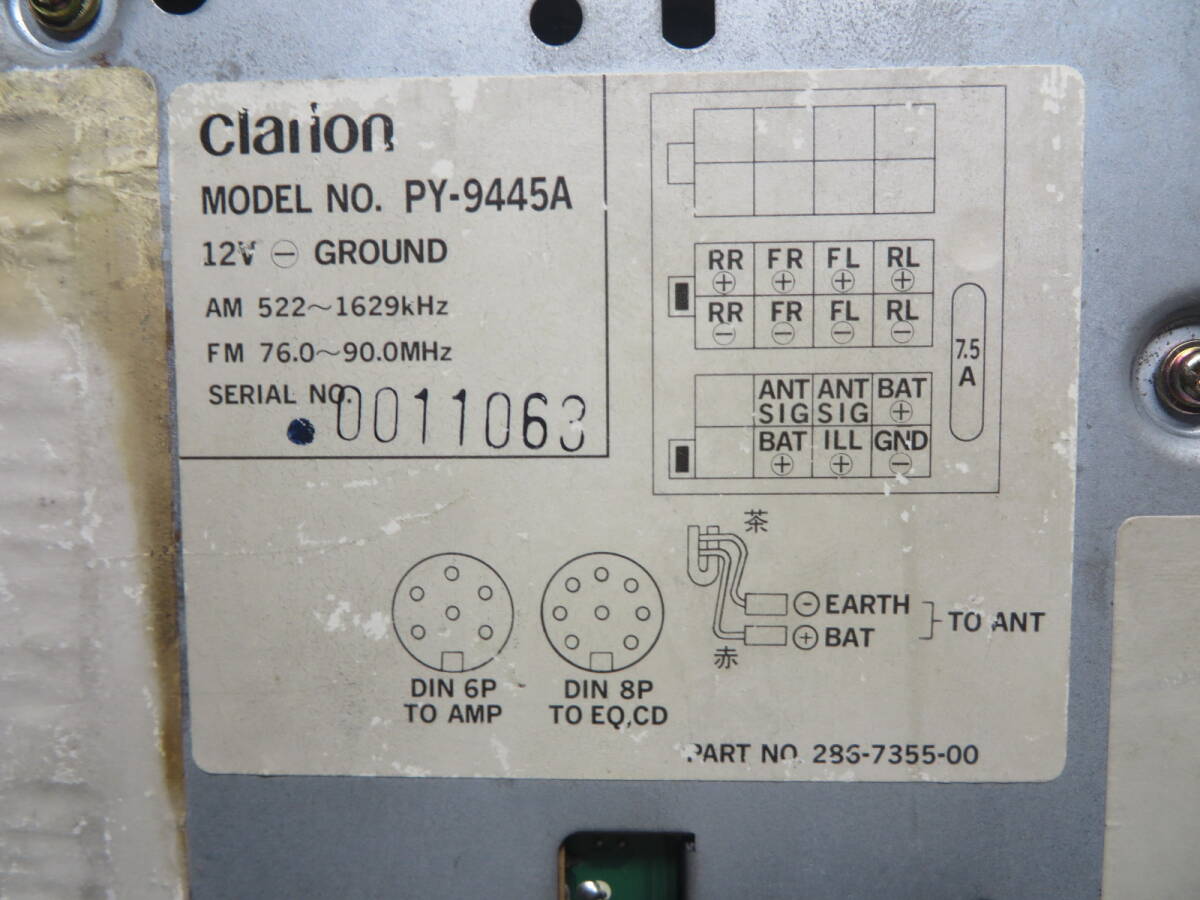 Clarion
MODEL NO. PY-9445A
12V ⊖ GROUND
AM 522~1629kHz
FM 76.0~90.0MHz
SERIAL NO. 0011063
RR FR FL RL
⊕ ⊕ ⊕ ⊕
RR FR FL RL
⊖ ⊖ ⊖ ⊖
7.5
A
ANT ANT BAT
SIG SIG ⊕
BAT ILL GND
⊕ ⊕ ⊖
茶
⊖ EARTH
⊕ BAT
TO ANT
赤
DIN 6P
TO AMP
DIN 8P
TO EQ,CD
PART NO. 286-7355-00